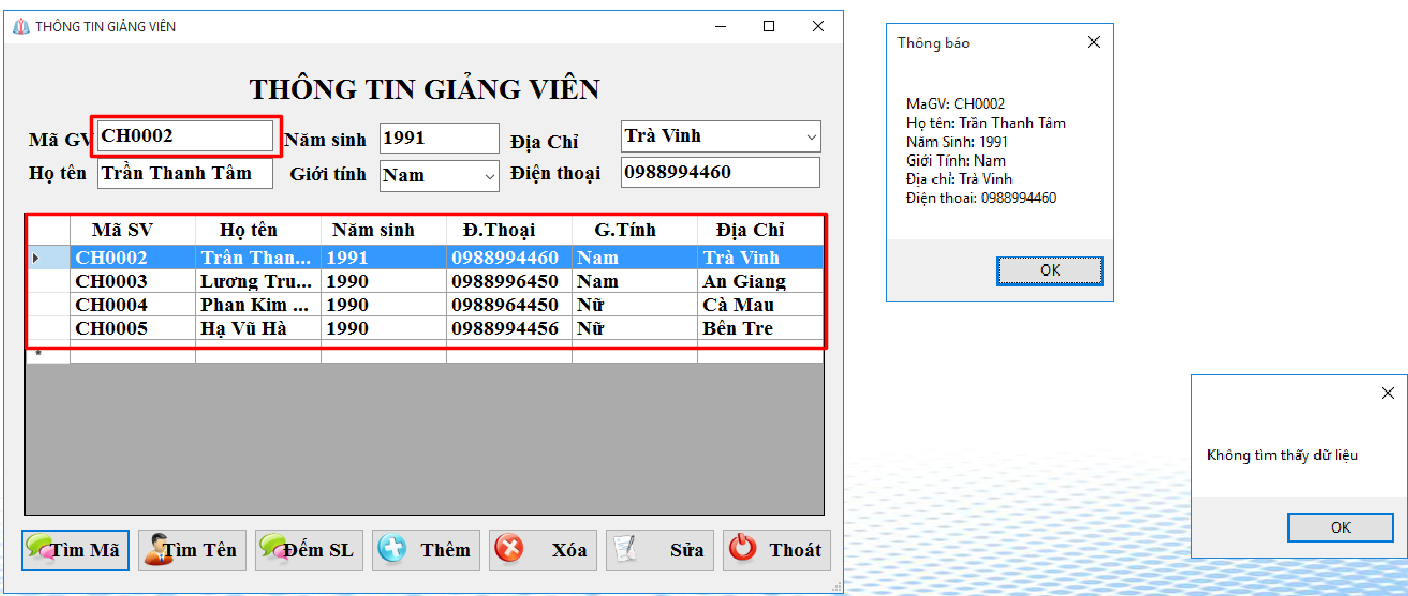 THÔNG TIN GIẢNG VIÊN
THÔNG TIN GIẢNG VIÊN
Mã GV CH0002 Năm sinh 1991 Địa Chỉ Trà Vinh
Họ tên Trần Thanh Tâm Giới tính Nam Điện thoại 0988994460
Mã SV Họ tên Năm sinh Đ.Thoại G.Tính Địa Chỉ
CH0002 Trần Than... 1991 0988994460 Nam Trà Vinh
CH0003 Lương Tru... 1990 0988996450 Nam An Giang
CH0004 Phan Kim ... 1990 0988964450 Nữ Cà Mau
CH0005 Hạ Vũ Hà 1990 0988994456 Nữ Bến Tre
*
Tìm Mã Tìm Tên Đếm SL Thêm Xóa Sửa Thoát
Thông báo
MaGV: CH0002
Họ tên: Trần Thanh Tâm
Năm Sinh: 1991
Giới Tính: Nam
Địa chỉ: Trà Vinh
Điện thoai: 0988994460
OK
Không tìm thấy dữ liệu
OK